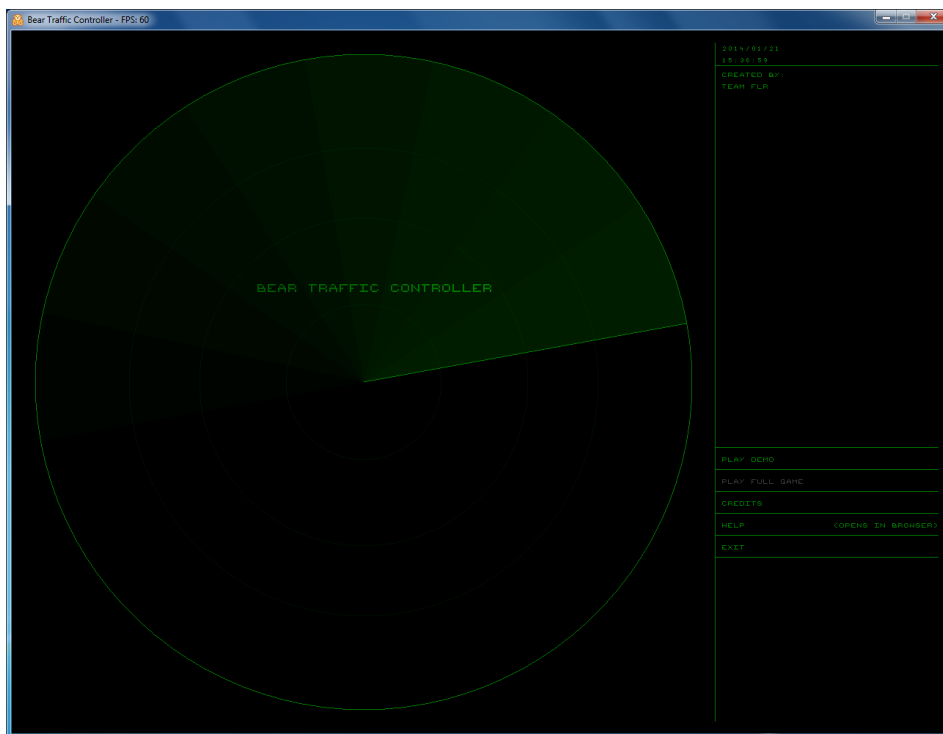 Bear Traffic Controller - FPS: 60
2014/01/21
15:36:59
CREATED BY:
TEAM FLR
BEAR TRAFFIC CONTROLLER
PLAY DEMO
PLAY FULL GAME
CREDITS
HELP (OPENS IN BROWSER)
EXIT